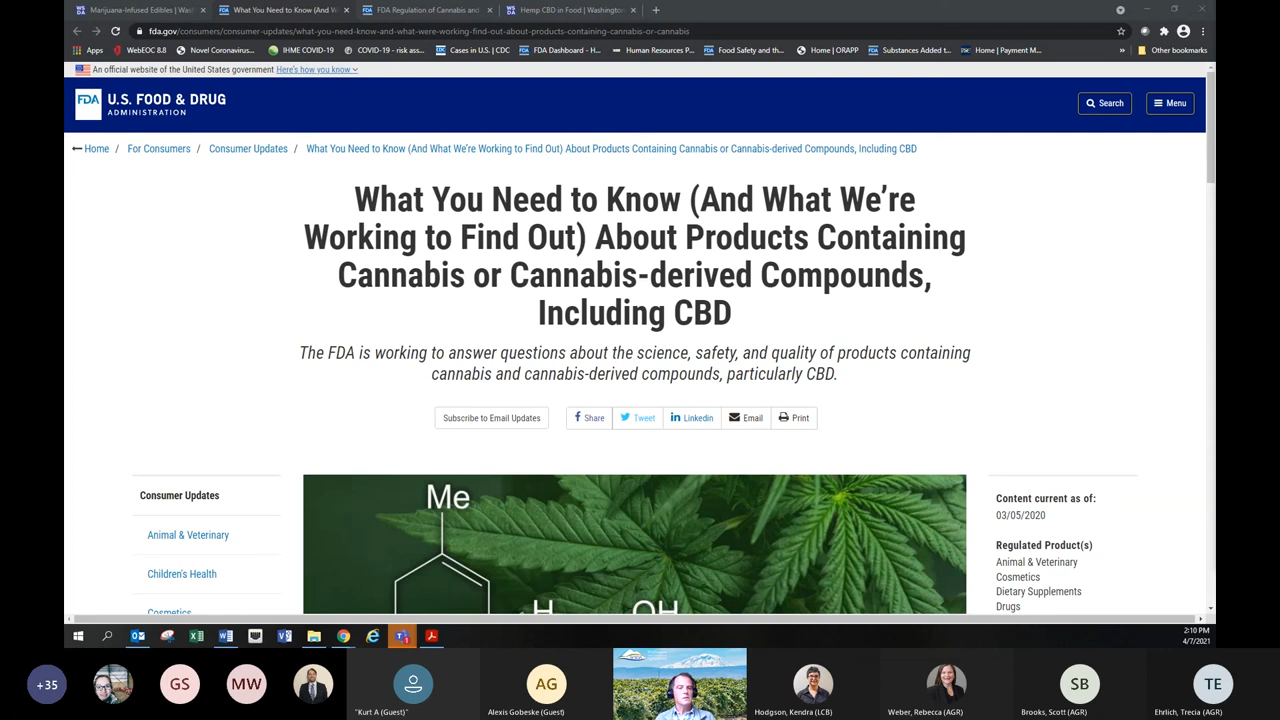 Marijuana-Infused Edibles | Was
What You Need to Know (And W
FDA Regulation of Cannabis and
Hemp CBD in Food | Washington
fda.gov/consumers/consumer-updates/what-you-need-know-and-what-were-working-find-out-about-products-containing-cannabis-or-cannabis
Apps
WebEOC 8.8
Novel Coronavirus...
IHME COVID-19
COVID-19 - risk ass...
Cases in U.S. | CDC
FDA Dashboard - H...
Human Resources P...
Food Safety and th...
Home | ORAPP
Substances Added t...
Home | Payment M...
Other bookmarks
An official website of the United States government Here's how you know
FDA U.S. FOOD & DRUG
ADMINISTRATION
Search
Menu
Home / For Consumers / Consumer Updates / What You Need to Know (And What We're Working to Find Out) About Products Containing Cannabis or Cannabis-derived Compounds, Including CBD
What You Need to Know (And What We’re
Working to Find Out) About Products Containing
Cannabis or Cannabis-derived Compounds,
Including CBD
The FDA is working to answer questions about the science, safety, and quality of products containing
cannabis and cannabis-derived compounds, particularly CBD.
Subscribe to Email Updates
Share
Tweet
Linkedin
Email
Print
Consumer Updates
Animal & Veterinary
Children's Health
Cosmetics
Me
H
OH
Content current as of:
03/05/2020
Regulated Product(s)
Animal & Veterinary
Cosmetics
Dietary Supplements
Drugs
2:10 PM
4/7/2021
+35
GS
MW
"Kurt A (Guest)"
AG
Alexis Gobeske (Guest)
Hodgson, Kendra (LCB)
Weber, Rebecca (AGR)
SB
Brooks, Scott (AGR)
TE
Ehrlich, Trecia (AGR)